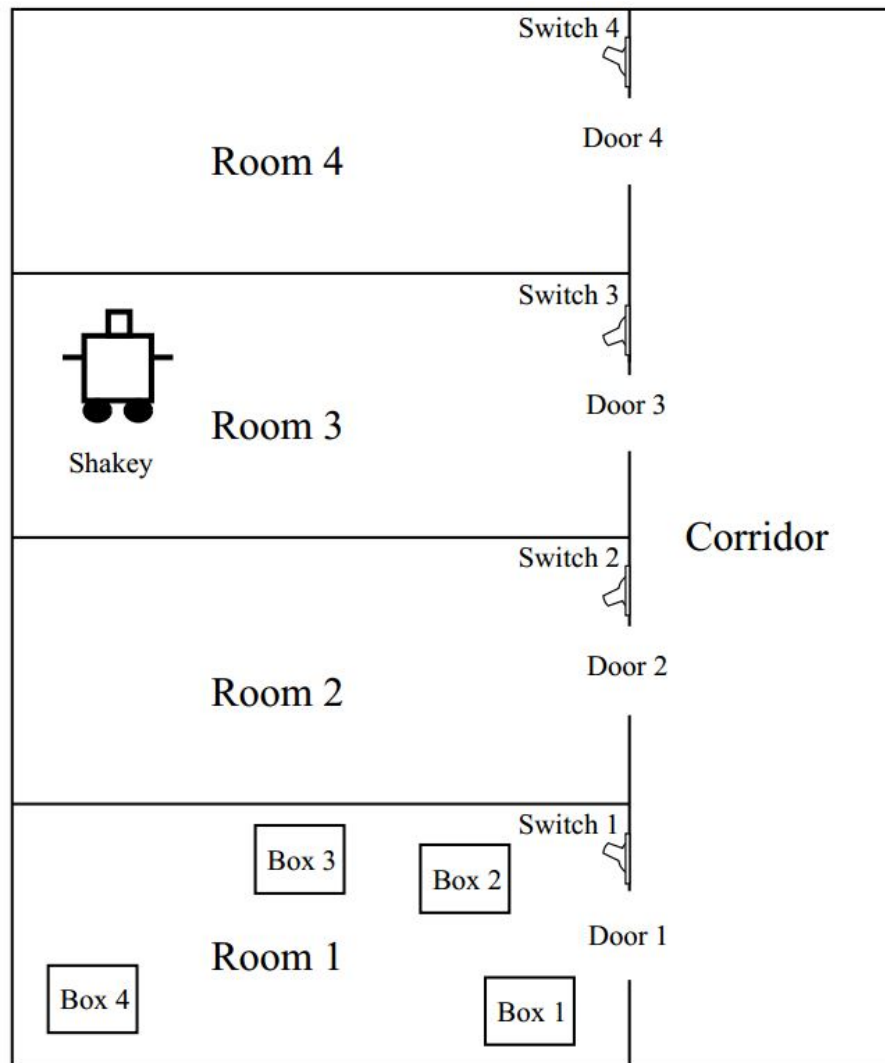 Switch 4
Door 4
Room 4
Switch 3
Door 3
Room 3
Shakey
Corridor
Switch 2
Door 2
Room 2
Switch 1
Box 3
Box 2
Door 1
Room 1
Box 4
Box 1